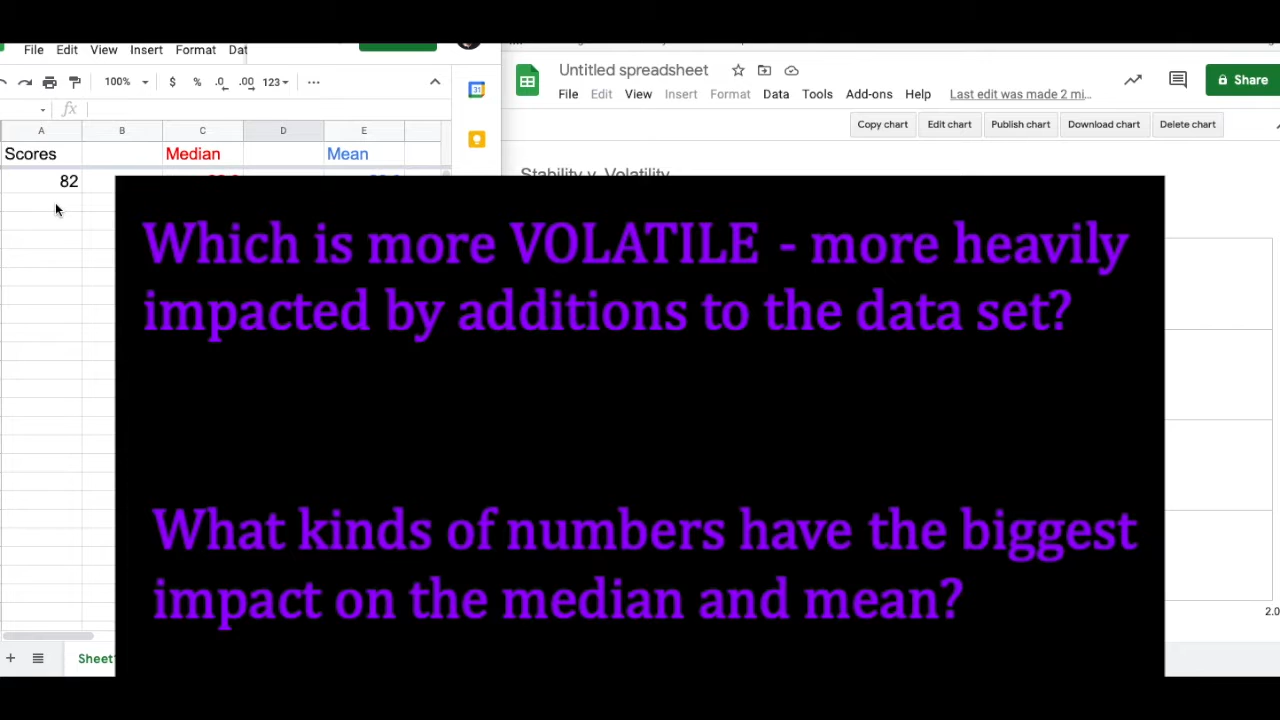 File Edit View Insert Format Dat
100% $ % .0 .00 123
fx
A B C D E
Scores Median Mean
82
Sheet
Untitled spreadsheet
File Edit View Insert Format Data Tools Add-ons Help Last edit was made 2 mi...
Share
Copy chart Edit chart Publish chart Download chart Delete chart
Stability v. Volatility
2.0
Which is more VOLATILE - more heavily
impacted by additions to the data set?
What kinds of numbers have the biggest
impact on the median and mean?